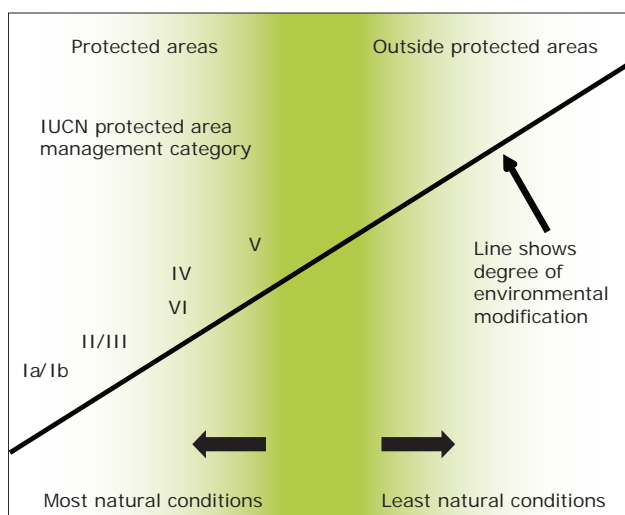 Protected areas
Outside protected areas
IUCN protected area
management category
V
IV
VI
II/III
Ia/Ib
Line shows
degree of
environmental
modification
Most natural conditions
Least natural conditions